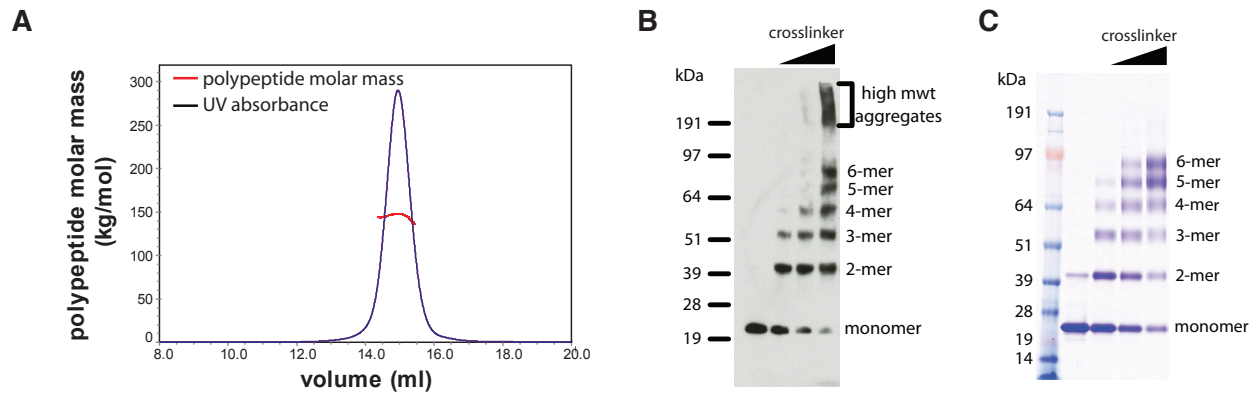 A
polypeptide molar mass
(kg/mol)
300
250
200
150
100
50
0
polypeptide molar mass
UV absorbance
8.0 10.0 12.0 14.0 16.0 18.0 20.0
volume (ml)
B
crosslinker
kDa
191
97
64
51
39
28
19
high mwt
aggregates
6-mer
5-mer
4-mer
3-mer
2-mer
monomer
C
crosslinker
kDa
191
97
64
51
39
28
19
14
6-mer
5-mer
4-mer
3-mer
2-mer
monomer